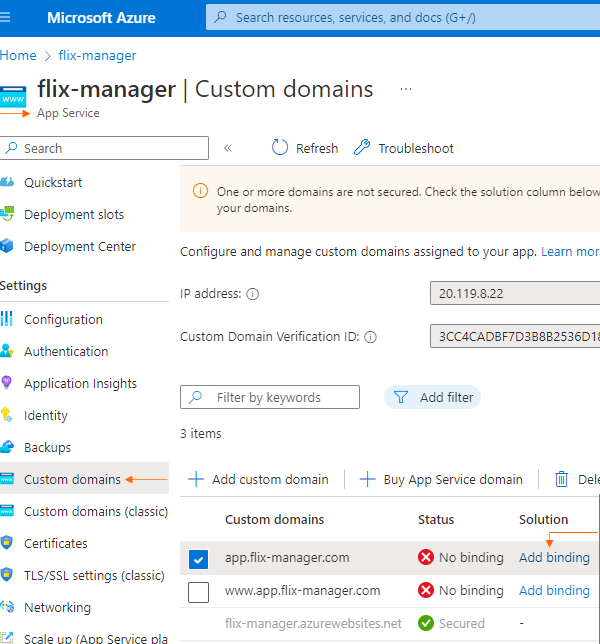 Microsoft Azure
Search resources, services, and docs (G+/)
Home > flix-manager
flix-manager | Custom domains ...
App Service
Search
«
Refresh
Troubleshoot
Quickstart
Deployment slots
Deployment Center
Settings
Configuration
Authentication
Application Insights
Identity
Backups
Custom domains
Custom domains (classic)
Certificates
TLS/SSL settings (classic)
Networking
Scale up (App Service pla
One or more domains are not secured. Check the solution column below
your domains.
Configure and manage custom domains assigned to your app. Learn mor
IP address:
20.119.8.22
Custom Domain Verification ID:
3CC4CADBF7D3B8B2536D18
Filter by keywords
Add filter
3 items
Add custom domain
Buy App Service domain
Dele
Custom domains Status Solution
app.flix-manager.com No binding Add binding
www.app.flix-manager.com No binding Add binding
flix-manager.azurewebsites.net Secured -